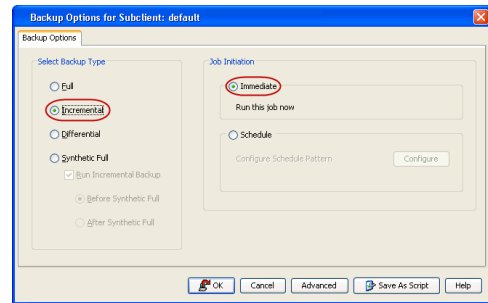 Backup Options for Subclient: default
Backup Options
Select Backup Type
Full
Incremental
Differential
Synthetic Full
Run Incremental Backup
Before Synthetic Full
After Synthetic Full
Job Initiation
Immediate
Run this job now
Schedule
Configure Schedule Pattern
Configure
OK
Cancel
Advanced
Save As Script
Help